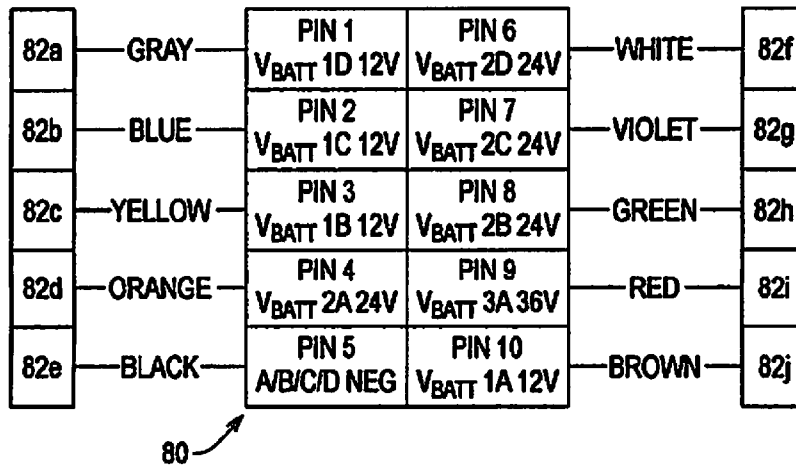 82a GRAY PIN 1 PIN 6 WHITE 82f
VBATT 1D 12V VBATT 2D 24V
82b BLUE PIN 2 PIN 7 VIOLET 82g
VBATT 1C 12V VBATT 2C 24V
82c YELLOW PIN 3 PIN 8 GREEN 82h
VBATT 1B 12V VBATT 2B 24V
82d ORANGE PIN 4 PIN 9 RED 82i
VBATT 2A 24V VBATT 3A 36V
82e BLACK PIN 5 PIN 10 BROWN 82j
A/B/C/D NEG VBATT 1A 12V
80